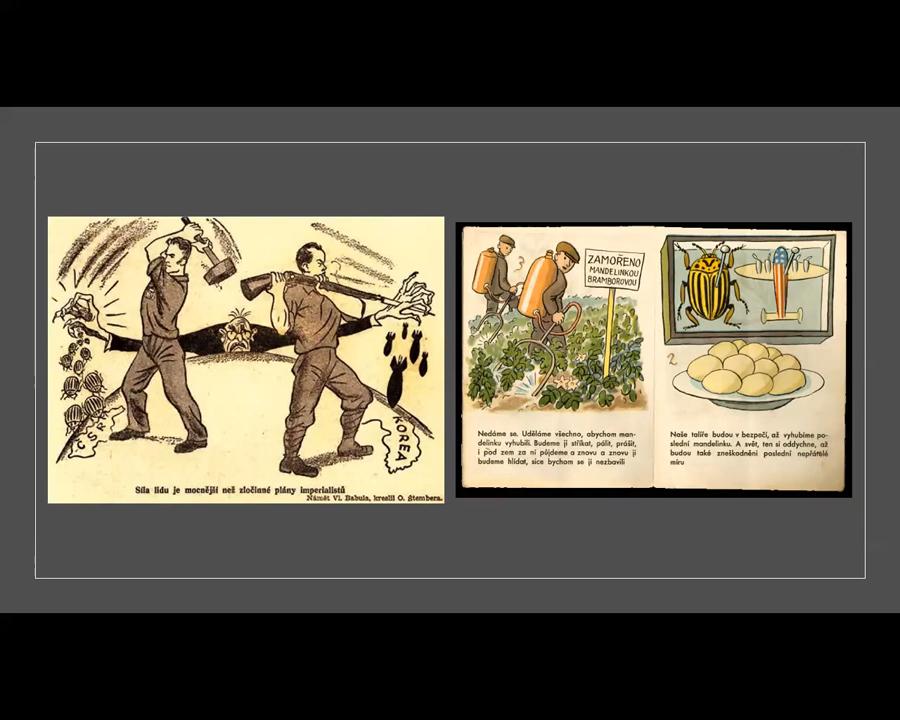 ČSR
KOREA
Síla lidu je mocnější než zločinné plány imperialistů
Námět Vl. Babula, kreslil O. Štembera.
ZAMOŘENO
MANDELINKOU
BRAMBOROVOU
Nedáme se. Uděláme všechno, abychom man-
delinku vyhubili. Budeme ji stříkat, pálit, prášit,
i pod zem za ní půjdeme a znovu a znovu ji
budeme hlídat, sice bychom se jí nezbavili
2
Naše talíře budou v bezpečí, až vyhubíme po-
slední mandelinku. A svět, ten si oddychne, až
budou také zneškodněni poslední nepřátelé
míru